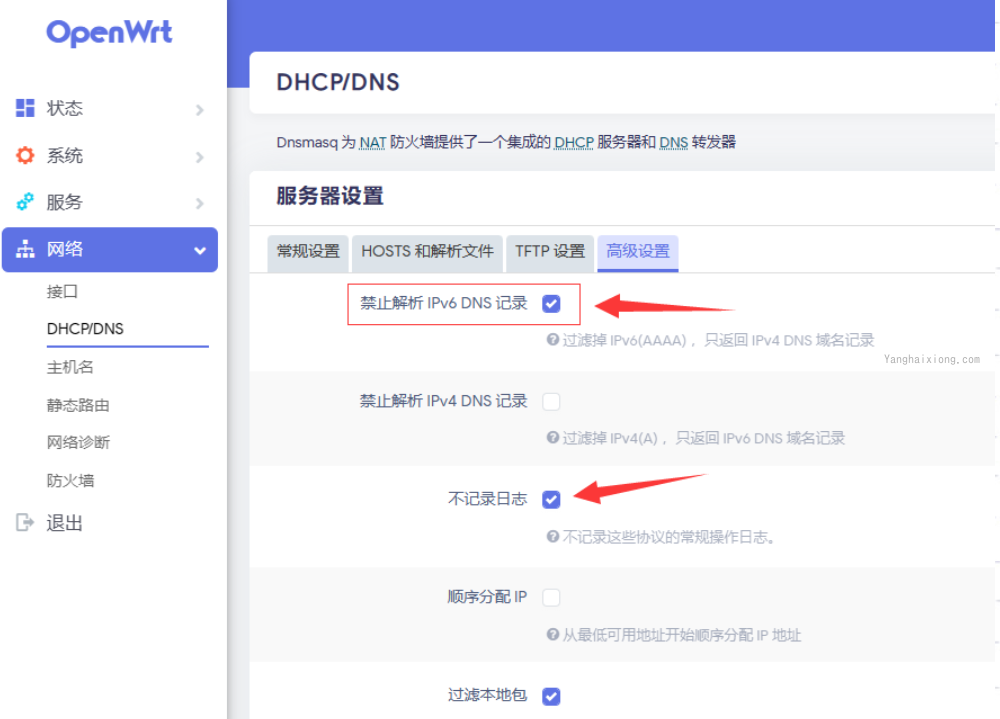 OpenWrt
状态
系统
服务
网络
接口
DHCP/DNS
主机名
静态路由
网络诊断
防火墙
退出
DHCP/DNS
Dnsmasq 为 NAT 防火墙提供了一个集成的 DHCP 服务器和 DNS 转发器
服务器设置
常规设置 HOSTS 和解析文件 TFTP 设置 高级设置
禁止解析 IPv6 DNS 记录
过滤掉 IPv6(AAAA) ，只返回 IPv4 DNS 域名记录
Yanghaixiong.com
禁止解析 IPv4 DNS 记录
过滤掉 IPv4(A) ，只返回 IPv6 DNS 域名记录
不记录日志
不记录这些协议的常规操作日志。
顺序分配 IP
从最低可用地址开始顺序分配 IP 地址
过滤本地包